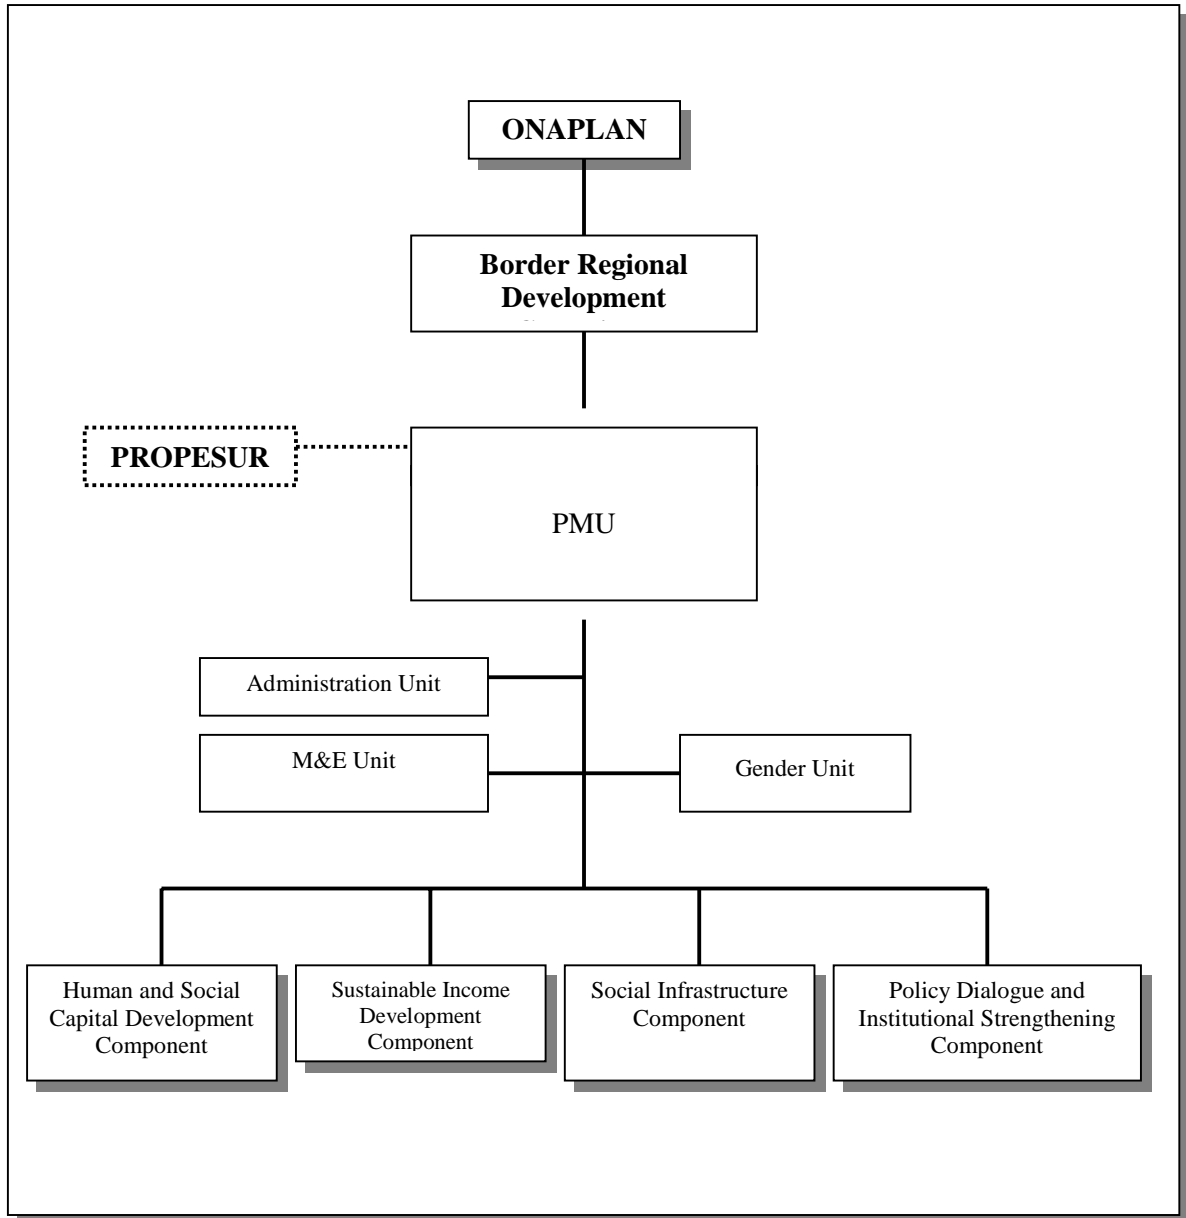 ONAPLAN
Border Regional
Development
PROPESUR
PMU
Administration Unit
M&E Unit
Gender Unit
Human and Social
Capital Development
Component
Sustainable Income
Development
Component
Social Infrastructure
Component
Policy Dialogue and
Institutional Strengthening
Component